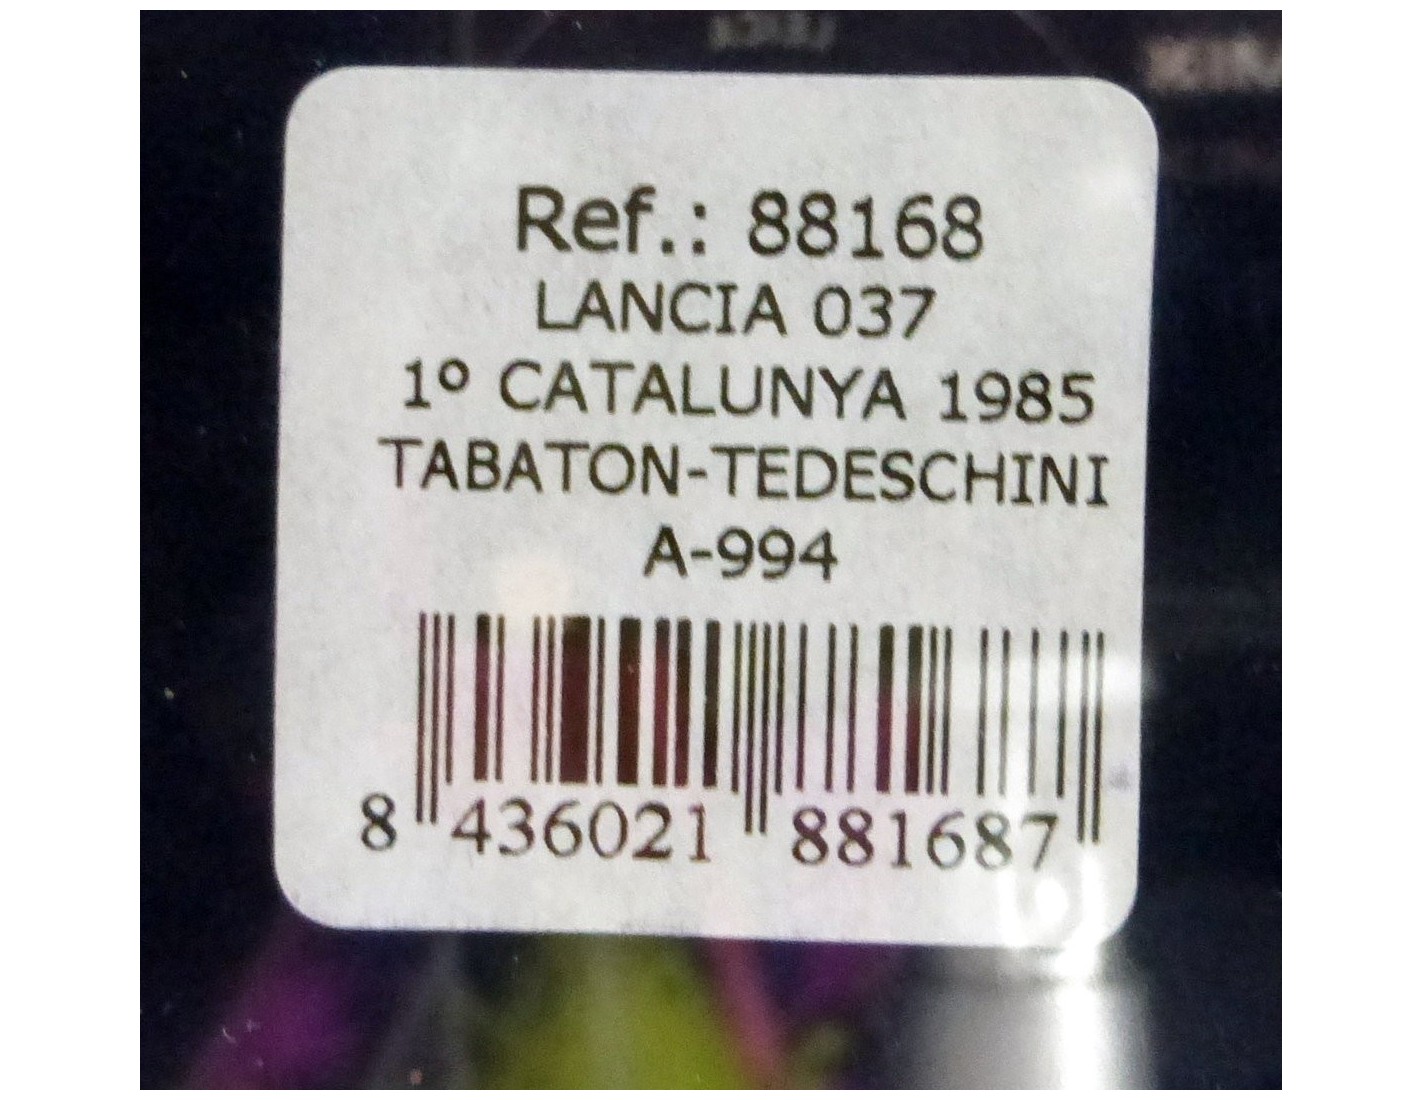 Ref.: 88168
LANCIA 037
1º CATALUNYA 1985
TABATON-TEDESCHINI
A-994
8 436021 881687